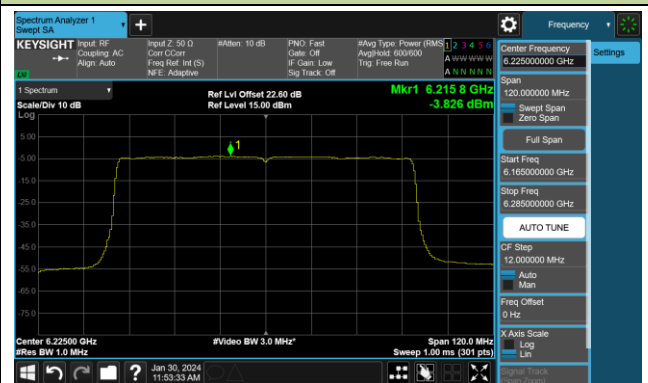 Spectrum Analyzer 1
Swept SA
Frequency
KEYSIGHT
Input: RF
Coupling: AC
Align: Auto
Input Z: 50 Ω
Corr CCorr
Freq Ref: Int (S)
NFE: Adaptive
#Atten: 10 dB
PNO: Fast
Gate: Off
IF Gain: Low
Sig Track: Off
#Avg Type: Power (RMS
Avg|Hold: 600/600
Trig: Free Run
1 2 3 4 5 6
A WW WW W
A N N N N N
LXI
1 Spectrum
Scale/Div 10 dB
Log
Ref Lvl Offset 22.60 dB
Ref Level 15.00 dBm
Mkr1 6.215 8 GHz
-3.826 dBm
1
5.00
-5.00
-15.0
-25.0
-35.0
-45.0
-55.0
-65.0
-75.0
Center 6.22500 GHz
#Res BW 1.0 MHz
#Video BW 3.0 MHz*
Span 120.0 MHz
Sweep 1.00 ms (301 pts)
Jan 30, 2024
11:53:33 AM
Center Frequency
6.225000000 GHz
Settings
Span
120.000000 MHz
Swept Span
Zero Span
Full Span
Start Freq
6.165000000 GHz
Stop Freq
6.285000000 GHz
AUTO TUNE
CF Step
12.000000 MHz
Auto
Man
Freq Offset
0 Hz
X Axis Scale
Log
Lin
Signal Track
(Span Zoom)